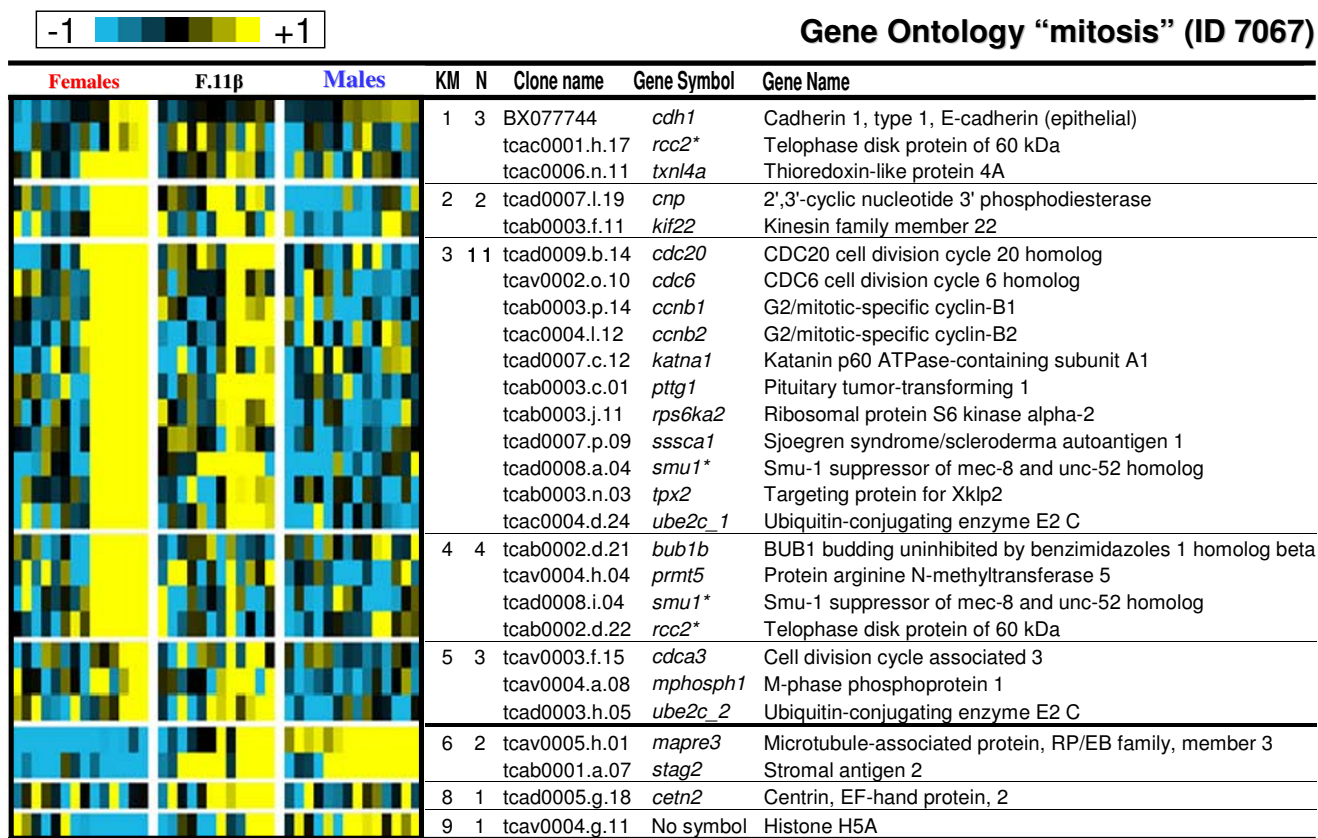 -1 +1 Gene Ontology “mitosis” (ID 7067)
Females F.11β Males KM N Clone name Gene Symbol Gene Name
1 3 BX077744 cdh1 Cadherin 1, type 1, E-cadherin (epithelial)
tcac0001.h.17 rcc2* Telophase disk protein of 60 kDa
tcac0006.n.11 txnl4a Thioredoxin-like protein 4A
2 2 tcad0007.l.19 cnp 2',3'-cyclic nucleotide 3' phosphodiesterase
tcab0003.f.11 kif22 Kinesin family member 22
3 11 tcad0009.b.14 cdc20 CDC20 cell division cycle 20 homolog
tcav0002.o.10 cdc6 CDC6 cell division cycle 6 homolog
tcab0003.p.14 ccnb1 G2/mitotic-specific cyclin-B1
tcac0004.l.12 ccnb2 G2/mitotic-specific cyclin-B2
tcad0007.c.12 katna1 Katanin p60 ATPase-containing subunit A1
tcab0003.c.01 pttg1 Pituitary tumor-transforming 1
tcab0003.j.11 rps6ka2 Ribosomal protein S6 kinase alpha-2
tcad0007.p.09 sssca1 Sjoegren syndrome/scleroderma autoantigen 1
tcad0008.a.04 smu1* Smu-1 suppressor of mec-8 and unc-52 homolog
tcab0003.n.03 tpx2 Targeting protein for Xklp2
tcac0004.d.24 ube2c_1 Ubiquitin-conjugating enzyme E2 C
4 4 tcab0002.d.21 bub1b BUB1 budding uninhibited by benzimidazoles 1 homolog beta
tcav0004.h.04 prmt5 Protein arginine N-methyltransferase 5
tcad0008.i.04 smu1* Smu-1 suppressor of mec-8 and unc-52 homolog
tcab0002.d.22 rcc2* Telophase disk protein of 60 kDa
5 3 tcav0003.f.15 cdca3 Cell division cycle associated 3
tcav0004.a.08 mphosph1 M-phase phosphoprotein 1
tcad0003.h.05 ube2c_2 Ubiquitin-conjugating enzyme E2 C
6 2 tcav0005.h.01 mapre3 Microtubule-associated protein, RP/EB family, member 3
tcab0001.a.07 stag2 Stromal antigen 2
8 1 tcad0005.g.18 cetn2 Centrin, EF-hand protein, 2
9 1 tcav0004.g.11 No symbol Histone H5A